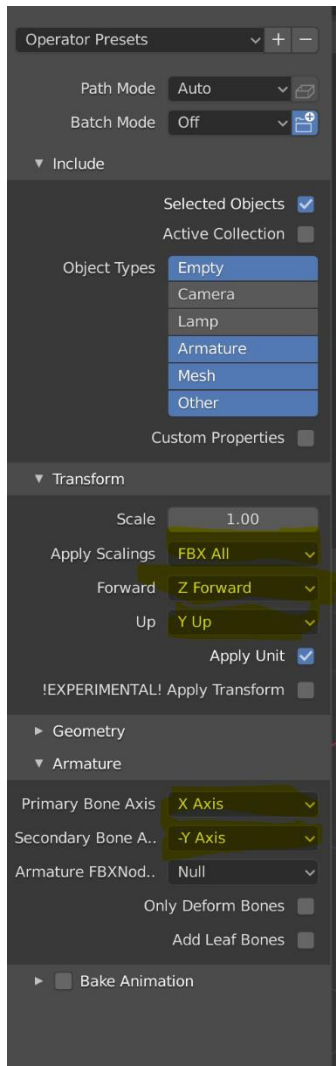 Operator Presets
Path Mode Auto
Batch Mode Off
Include
Selected Objects
Active Collection
Object Types Empty
Camera
Lamp
Armature
Mesh
Other
Custom Properties
Transform
Scale 1.00
Apply Scalings FBX All
Forward Z Forward
Up Y Up
Apply Unit
!EXPERIMENTAL! Apply Transform
Geometry
Armature
Primary Bone Axis X Axis
Secondary Bone A.. -Y Axis
Armature FBXNod.. Null
Only Deform Bones
Add Leaf Bones
Bake Animation